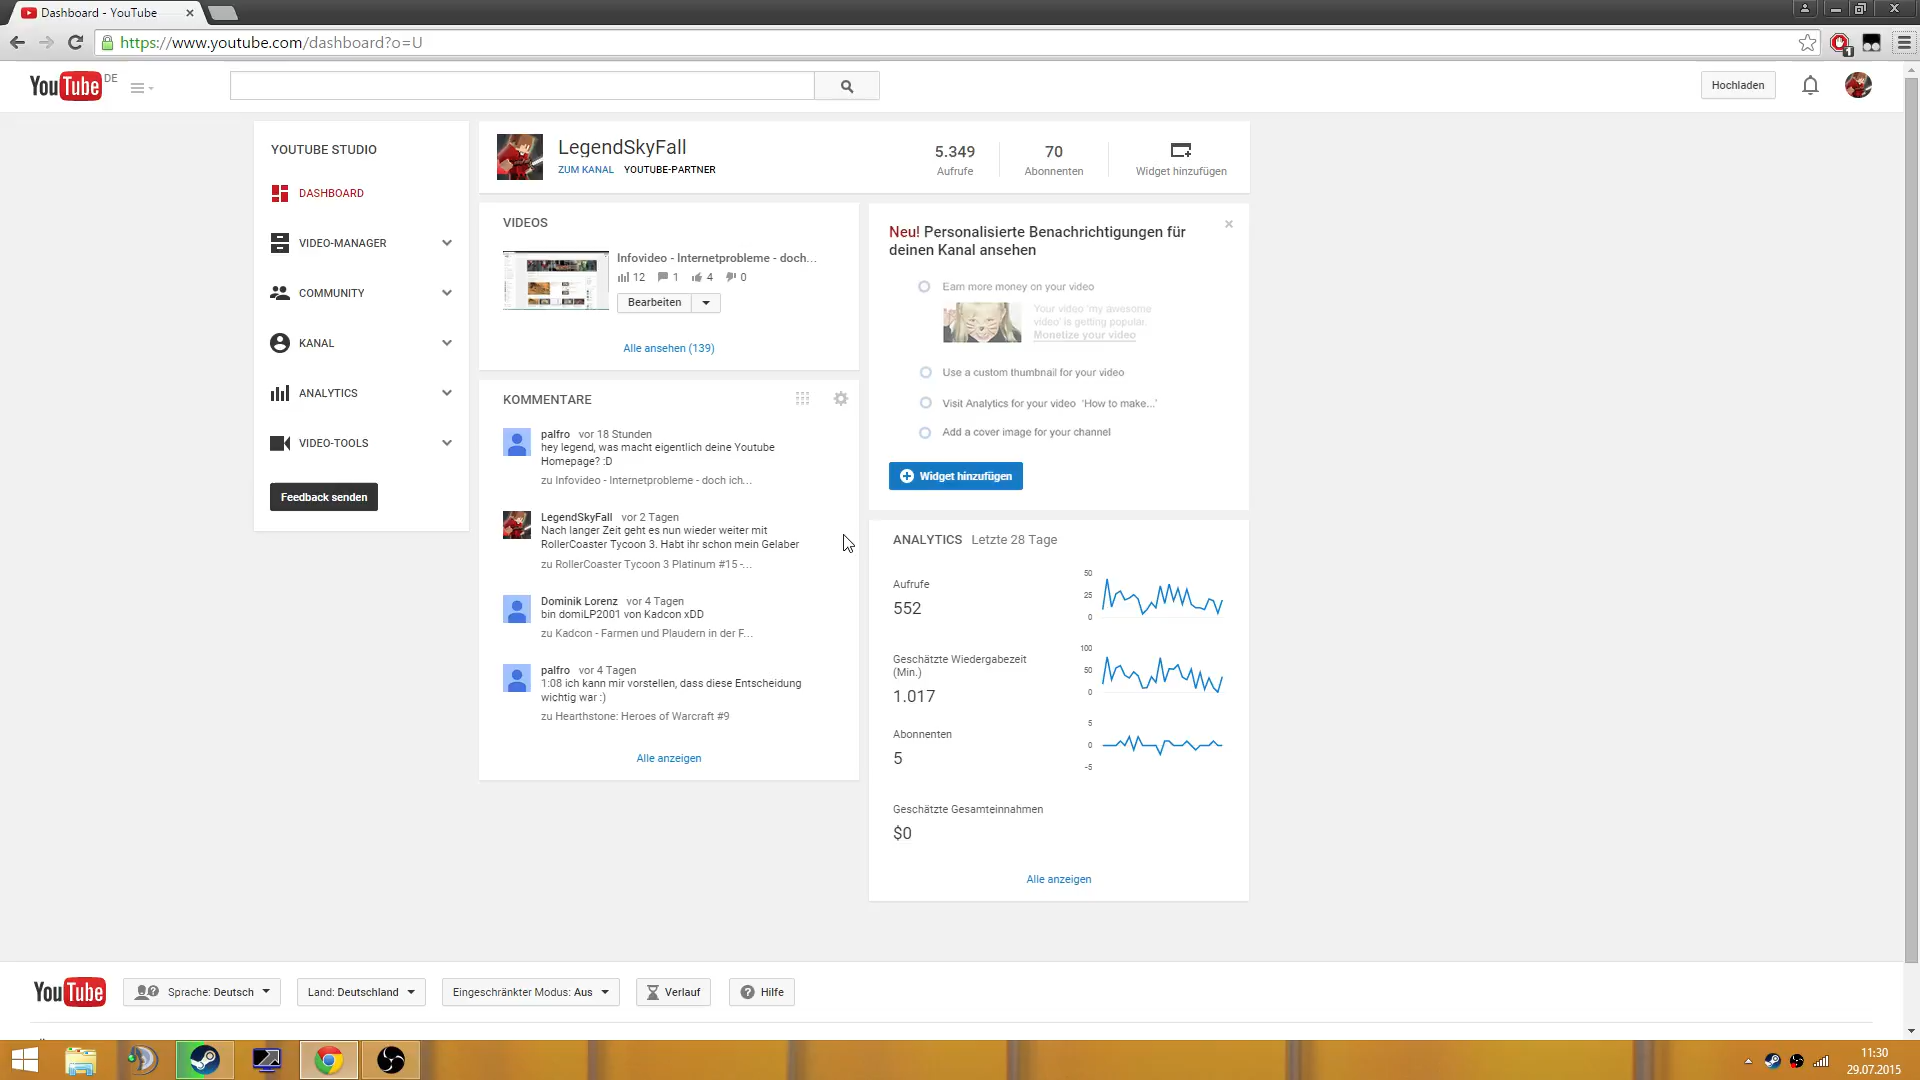 Dashboard - YouTube
https://www.youtube.com/dashboard?o=U
1
YouTube DE
Hochladen
YOUTUBE STUDIO
DASHBOARD
VIDEO-MANAGER
COMMUNITY
KANAL
ANALYTICS
VIDEO-TOOLS
Feedback senden
LegendSkyFall
ZUM KANAL YOUTUBE-PARTNER
5.349
Aufrufe
70
Abonnenten
Widget hinzufügen
VIDEOS
Infovideo - Internetprobleme - doch...
12 1 4 0
Bearbeiten
Alle ansehen (139)
KOMMENTARE
palfro vor 18 Stunden
hey legend, was macht eigentlich deine Youtube
Homepage? :D
zu Infovideo - Internetprobleme - doch ich...
LegendSkyFall vor 2 Tagen
Nach langer Zeit geht es nun wieder weiter mit
RollerCoaster Tycoon 3. Habt ihr schon mein Gelaber
zu RollerCoaster Tycoon 3 Platinum #15 -...
Dominik Lorenz vor 4 Tagen
bin domiLP2001 von Kadcon xDD
zu Kadcon - Farmen und Plaudern in der F...
palfro vor 4 Tagen
1:08 ich kann mir vorstellen, dass diese Entscheidung
wichtig war :)
zu Hearthstone: Heroes of Warcraft #9
Alle anzeigen
Neu! Personalisierte Benachrichtigungen für
deinen Kanal ansehen
Earn more money on your video
Your video 'my awesome
video' is getting popular.
Monetize your video
Use a custom thumbnail for your video
Visit Analytics for your video 'How to make...'
Add a cover image for your channel
Widget hinzufügen
ANALYTICS Letzte 28 Tage
Aufrufe
552
50
25
0
Geschätzte Wiedergabezeit
(Min.)
1.017
100
50
0
Abonnenten
5
5
0
-5
Geschätzte Gesamteinnahmen
$0
Alle anzeigen
YouTube
Sprache: Deutsch
Land: Deutschland
Eingeschränkter Modus: Aus
Verlauf
Hilfe
11:30
29.07.2015